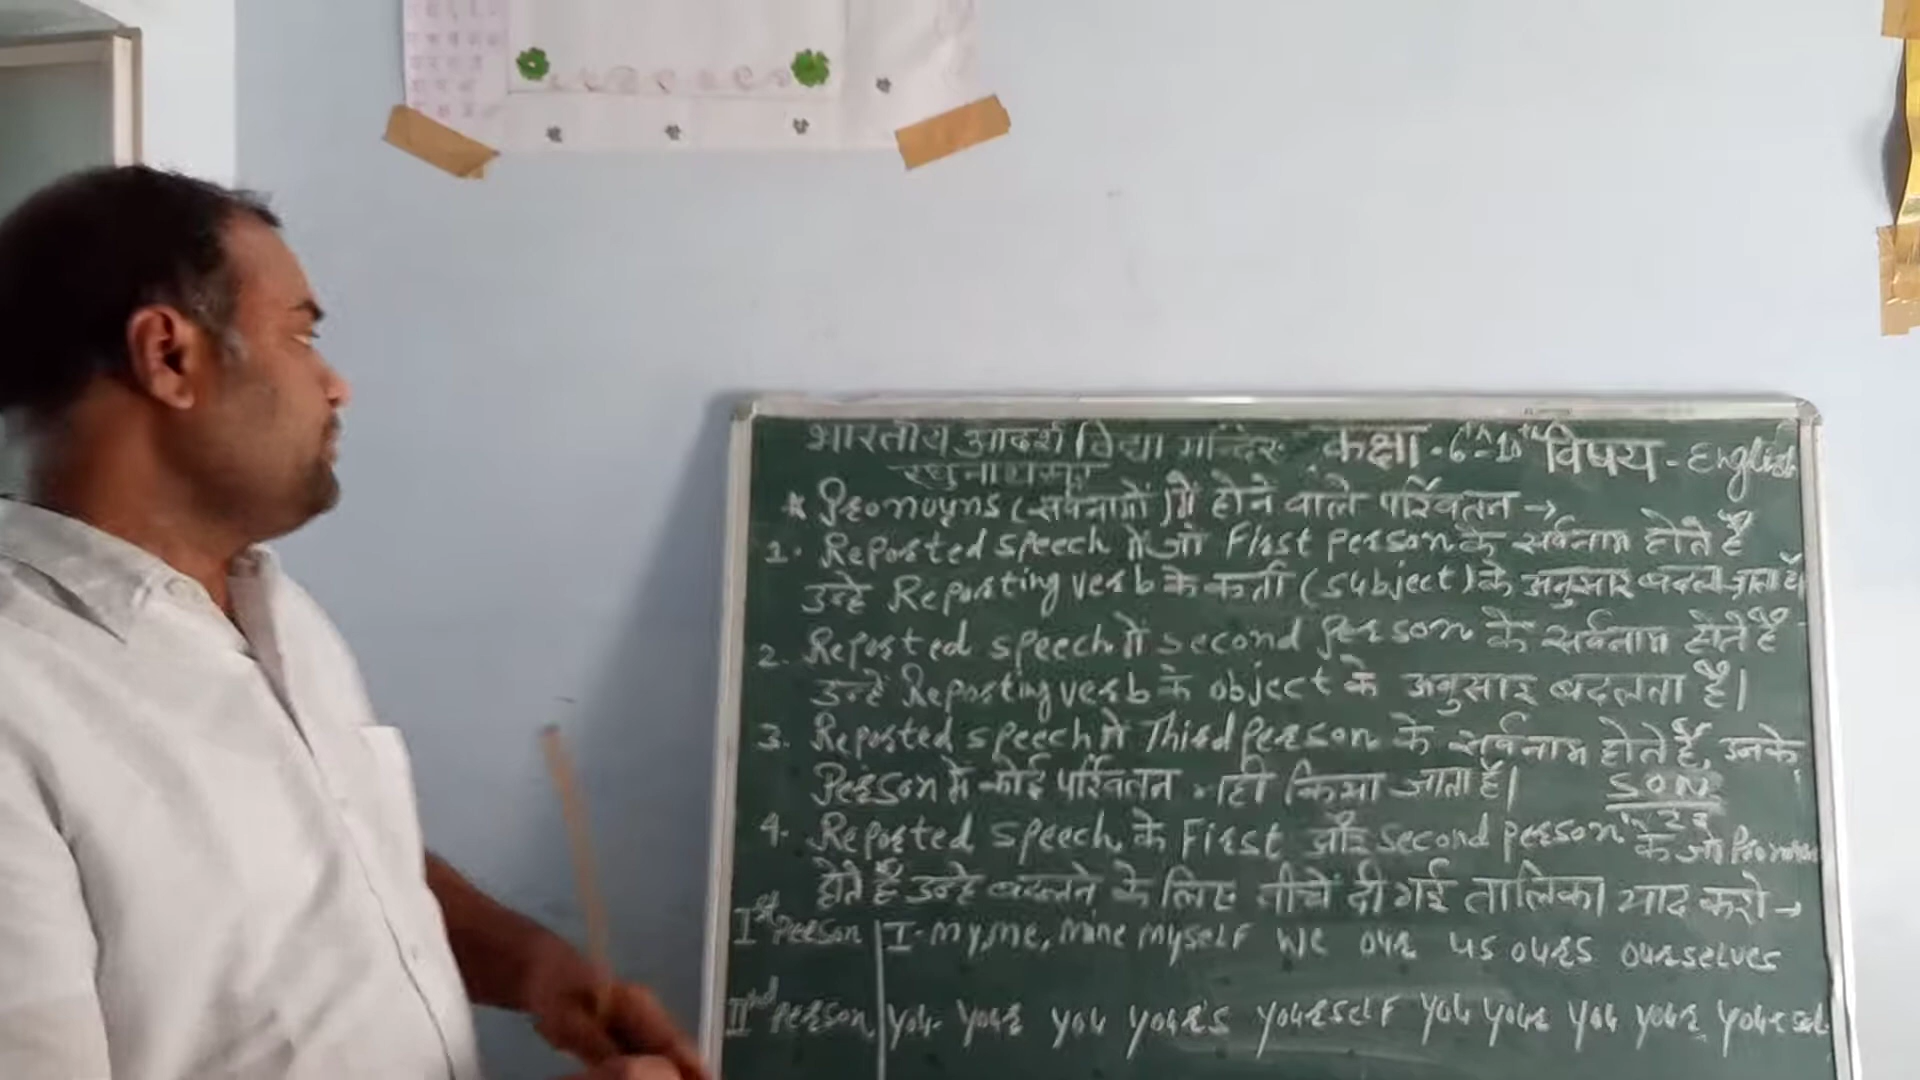 भारतीय आदर्श विद्या मन्दिर कक्षा - 6th - 10th विषय - English
* Pronouyns (सर्वनामों) में होने वाले परिवर्तन →
1. Reported speech में जो First person के सर्वनाम होते हैं
उन्हे Reporting verb के कर्ता (subject) के अनुसार बदला जाता है
2. Reported speech में second person के सर्वनाम होते है
उन्हें Reporting verb के object के अनुसार बदलता है।
3. Reported speech में Third person के सर्वनाम होते हैं, उनके
Person में कोई परिवर्तन नही किया जाता है।
SON
123
4. Reported speech के First और second person के जो Pronoun
होते हैं उन्हे बदलने के लिए नीचे दी गई तालिका याद करो →
Ist Person | I - my, me, mine myself we our us ours ourselves
IInd person | you - your you your's yourself you your you your